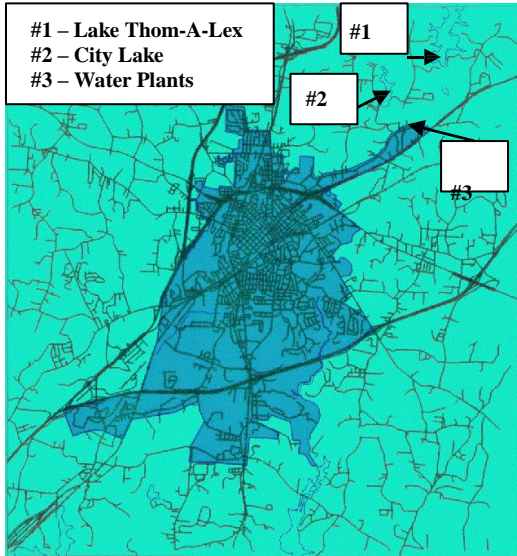 #1 – Lake Thom-A-Lex
#2 – City Lake
#3 – Water Plants
#1
#2
#3